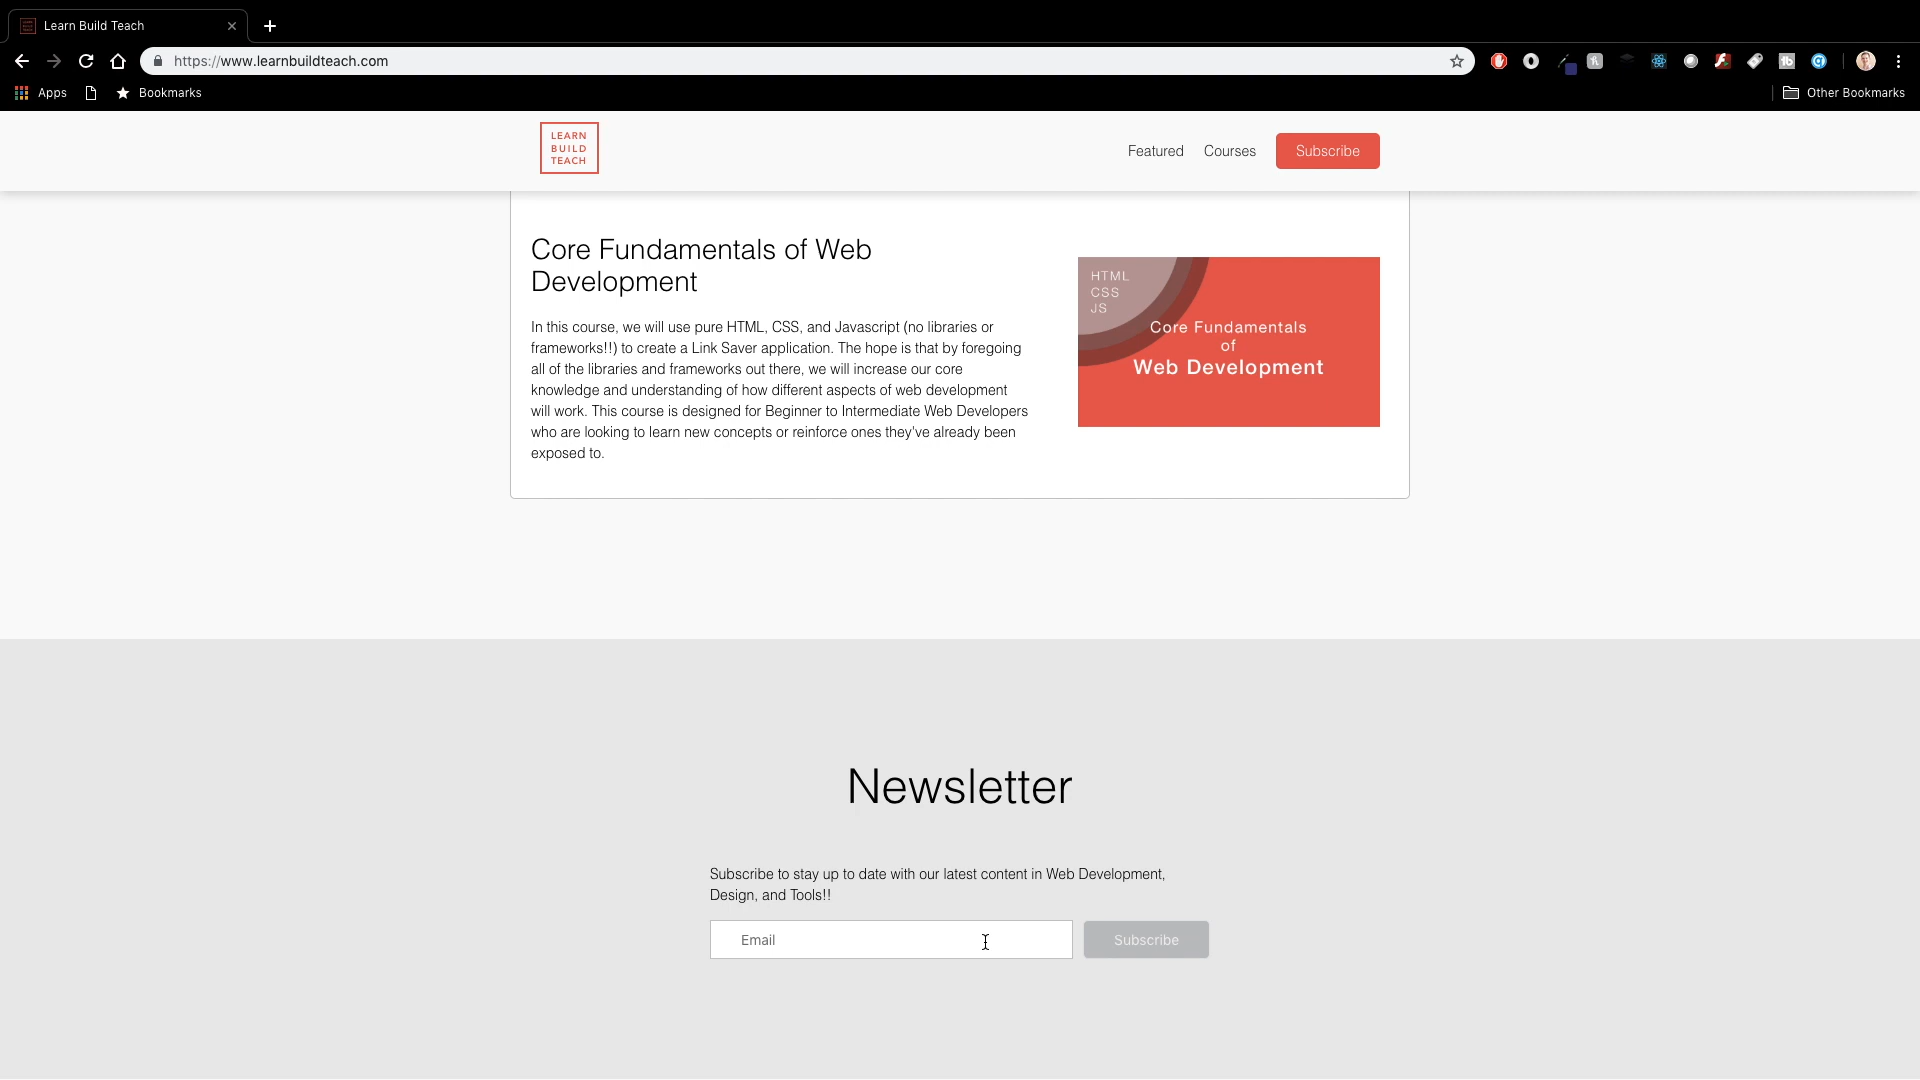 Learn Build Teach
https://www.learnbuildteach.com
Apps
Bookmarks
Other Bookmarks
LEARN
BUILD
TEACH
Featured
Courses
Subscribe
Core Fundamentals of Web
Development
In this course, we will use pure HTML, CSS, and Javascript (no libraries or
frameworks!!) to create a Link Saver application. The hope is that by foregoing
all of the libraries and frameworks out there, we will increase our core
knowledge and understanding of how different aspects of web development
will work. This course is designed for Beginner to Intermediate Web Developers
who are looking to learn new concepts or reinforce ones they've already been
exposed to.
HTML
CSS
JS
Core Fundamentals
of
Web Development
Newsletter
Subscribe to stay up to date with our latest content in Web Development,
Design, and Tools!!
Email
Subscribe